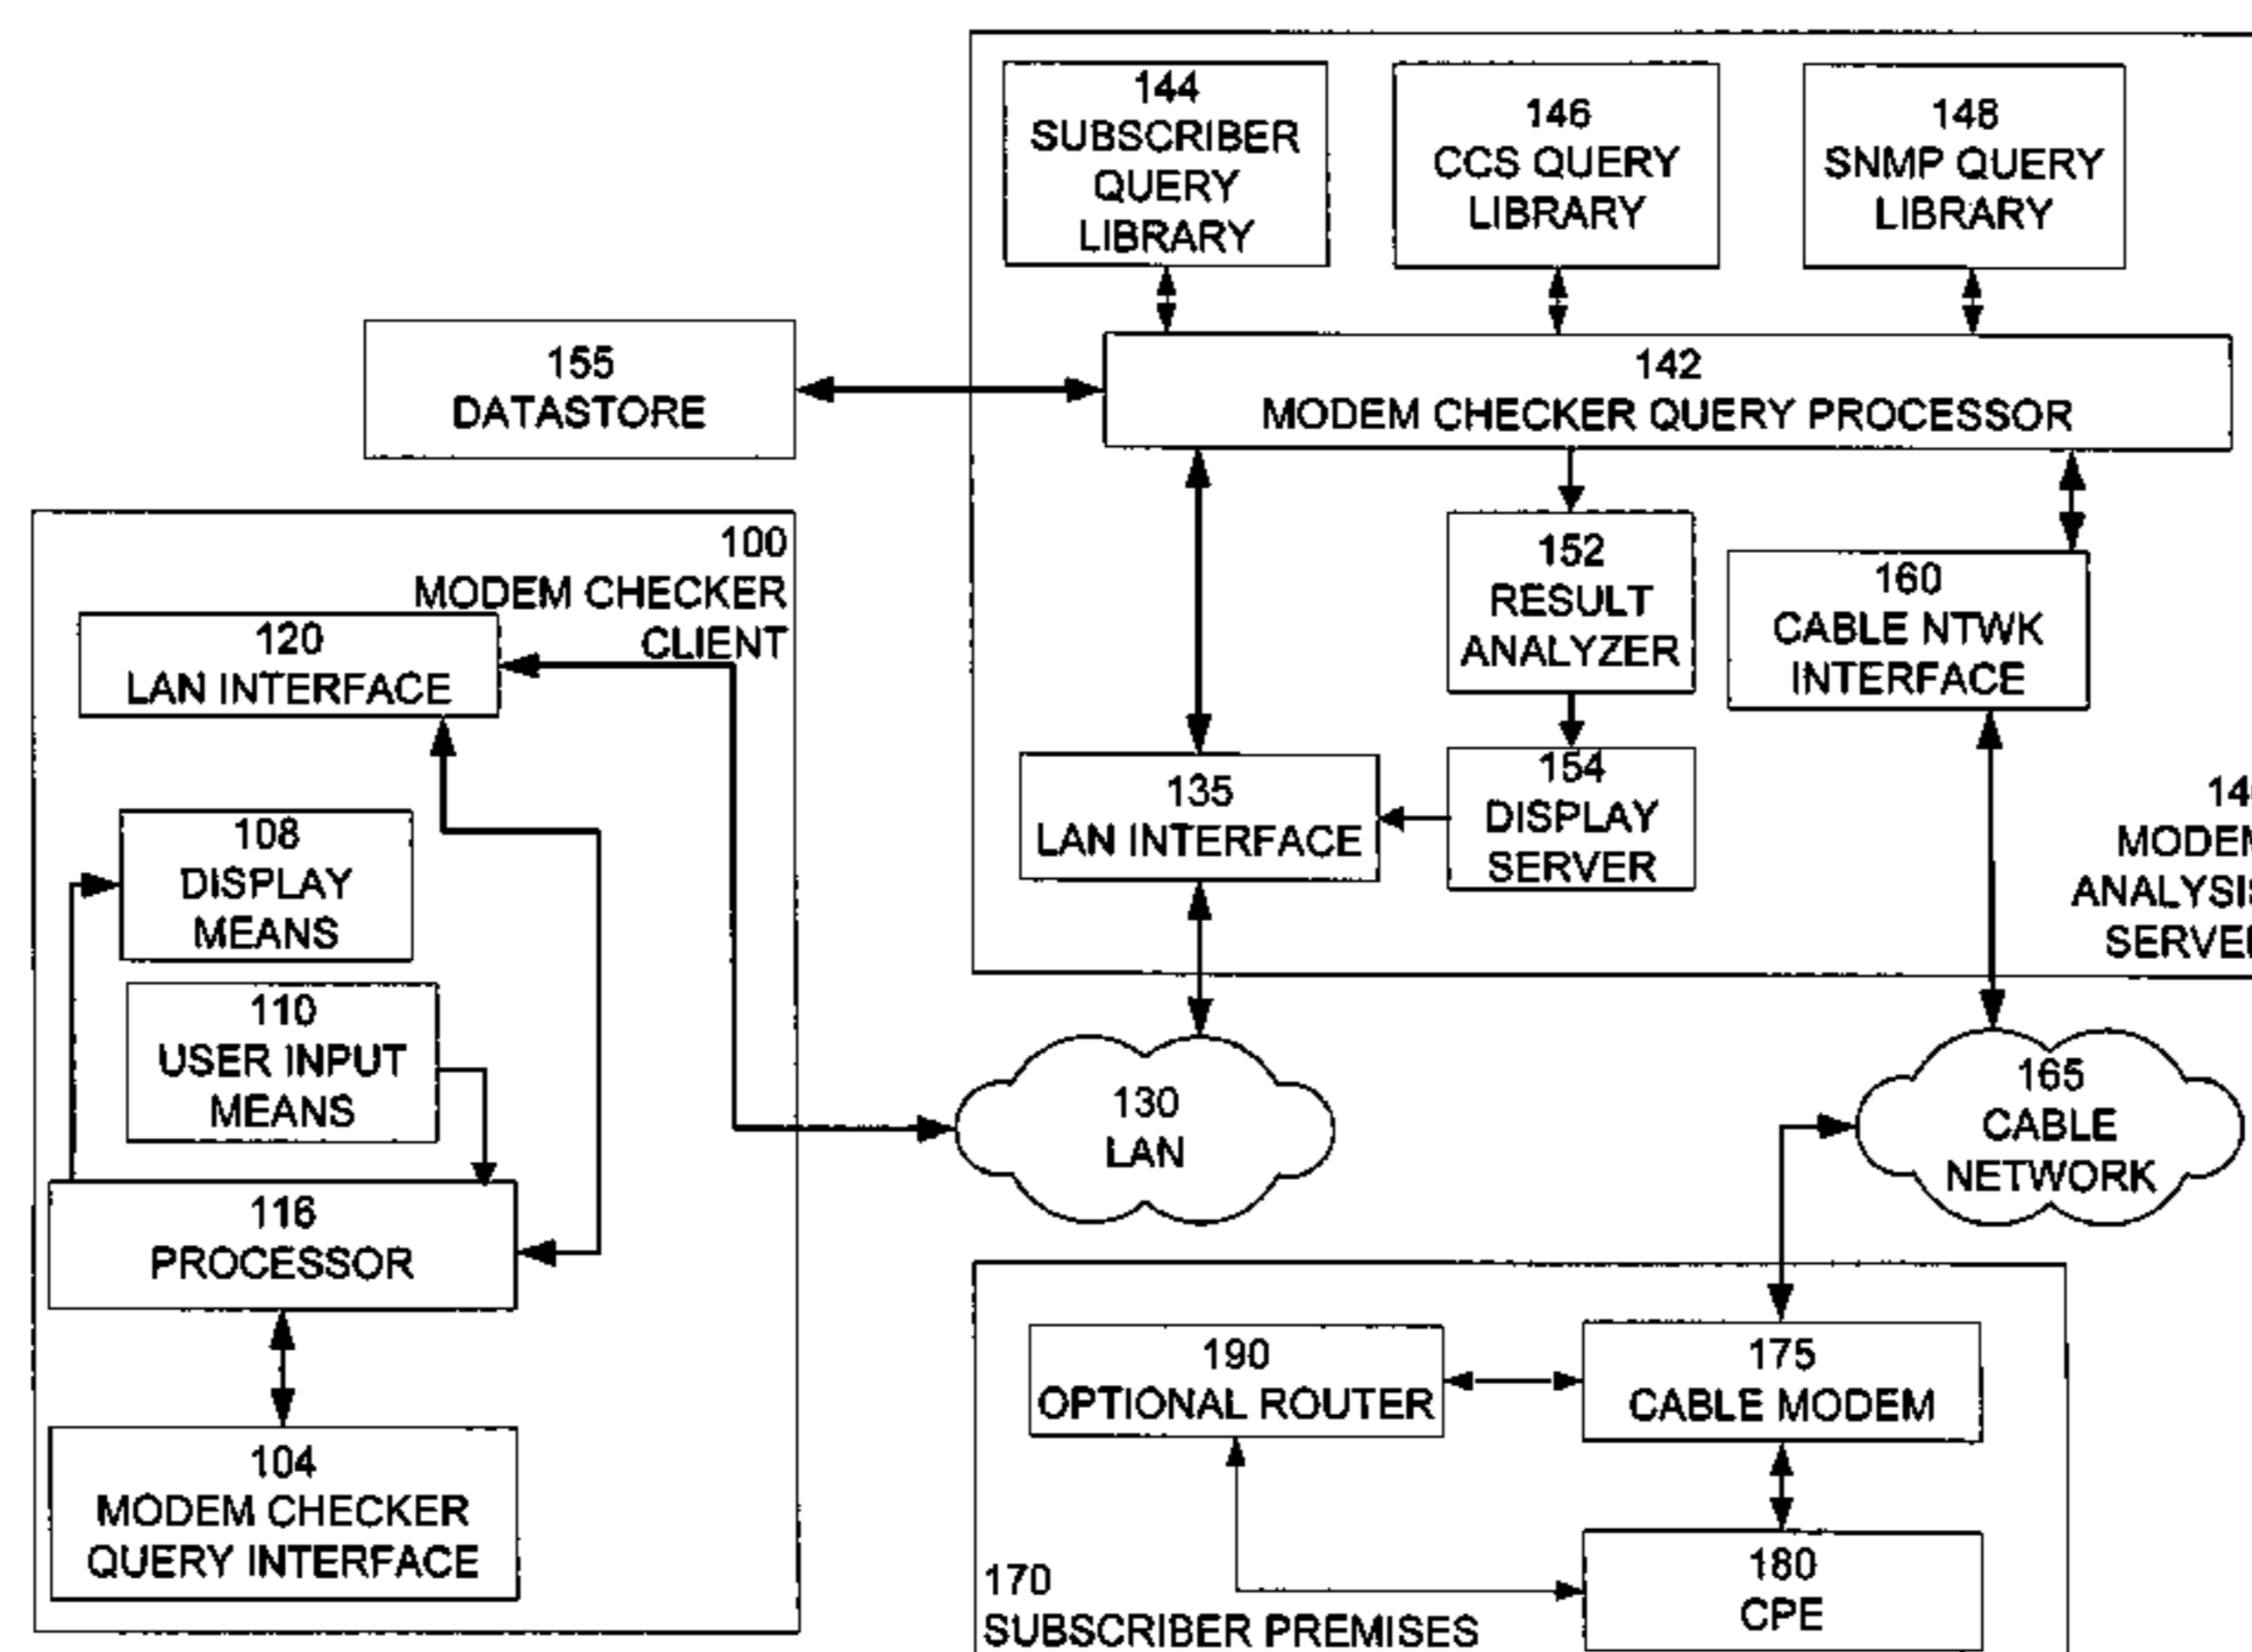 144
SUBSCRIBER
QUERY
LIBRARY
146
CCS QUERY
LIBRARY
148
SNMP QUERY
LIBRARY
155
DATASTORE
142
MODEM CHECKER QUERY PROCESSOR
100
MODEM CHECKER
CLIENT
120
LAN INTERFACE
152
RESULT
ANALYZER
160
CABLE NTWK
INTERFACE
135
LAN INTERFACE
154
DISPLAY
SERVER
MODEM
ANALYSIS
SERVER
108
DISPLAY
MEANS
110
USER INPUT
MEANS
116
PROCESSOR
104
MODEM CHECKER
QUERY INTERFACE
130
LAN
165
CABLE
NETWORK
190
OPTIONAL ROUTER
175
CABLE MODEM
180
CPE
170
SUBSCRIBER PREMISES